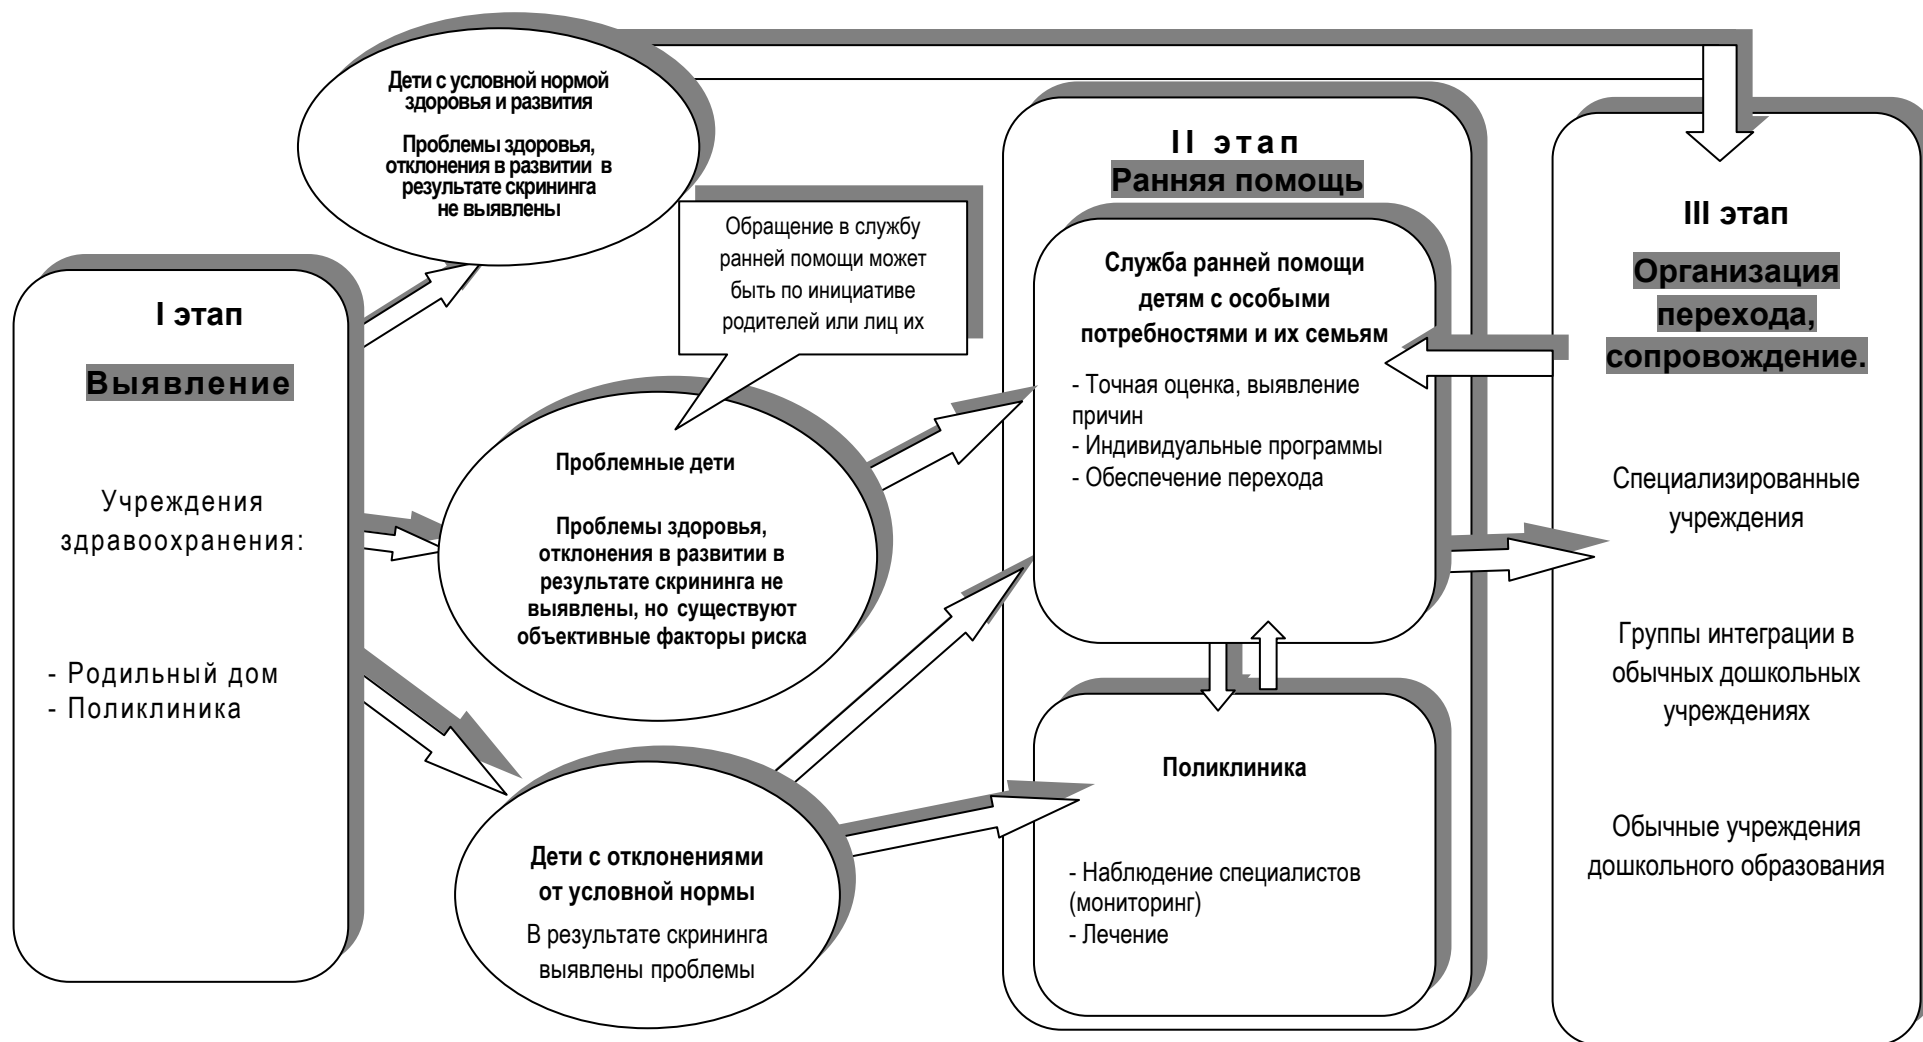 Дети с условной нормой
здоровья и развития
Проблемы здоровья,
отклонения в развитии в
результате скрининга
не выявлены
I этап
Выявление
Учреждения
здравоохранения:
- Родильный дом
- Поликлиника
Обращение в службу
ранней помощи может
быть по инициативе
родителей или лиц их
Проблемные дети
Проблемы здоровья,
отклонения в развитии в
результате скрининга не
выявлены, но существуют
объективные факторы риска
Дети с отклонениями
от условной нормы
В результате скрининга
выявлены проблемы
II этап
Ранняя помощь
Служба ранней помощи
детям с особыми
потребностями и их семьям
- Точная оценка, выявление
причин
- Индивидуальные программы
- Обеспечение перехода
Поликлиника
- Наблюдение специалистов
(мониторинг)
- Лечение
III этап
Организация
перехода,
сопровождение.
Специализированные
учреждения
Группы интеграции в
обычных дошкольных
учреждениях
Обычные учреждения
дошкольного образования